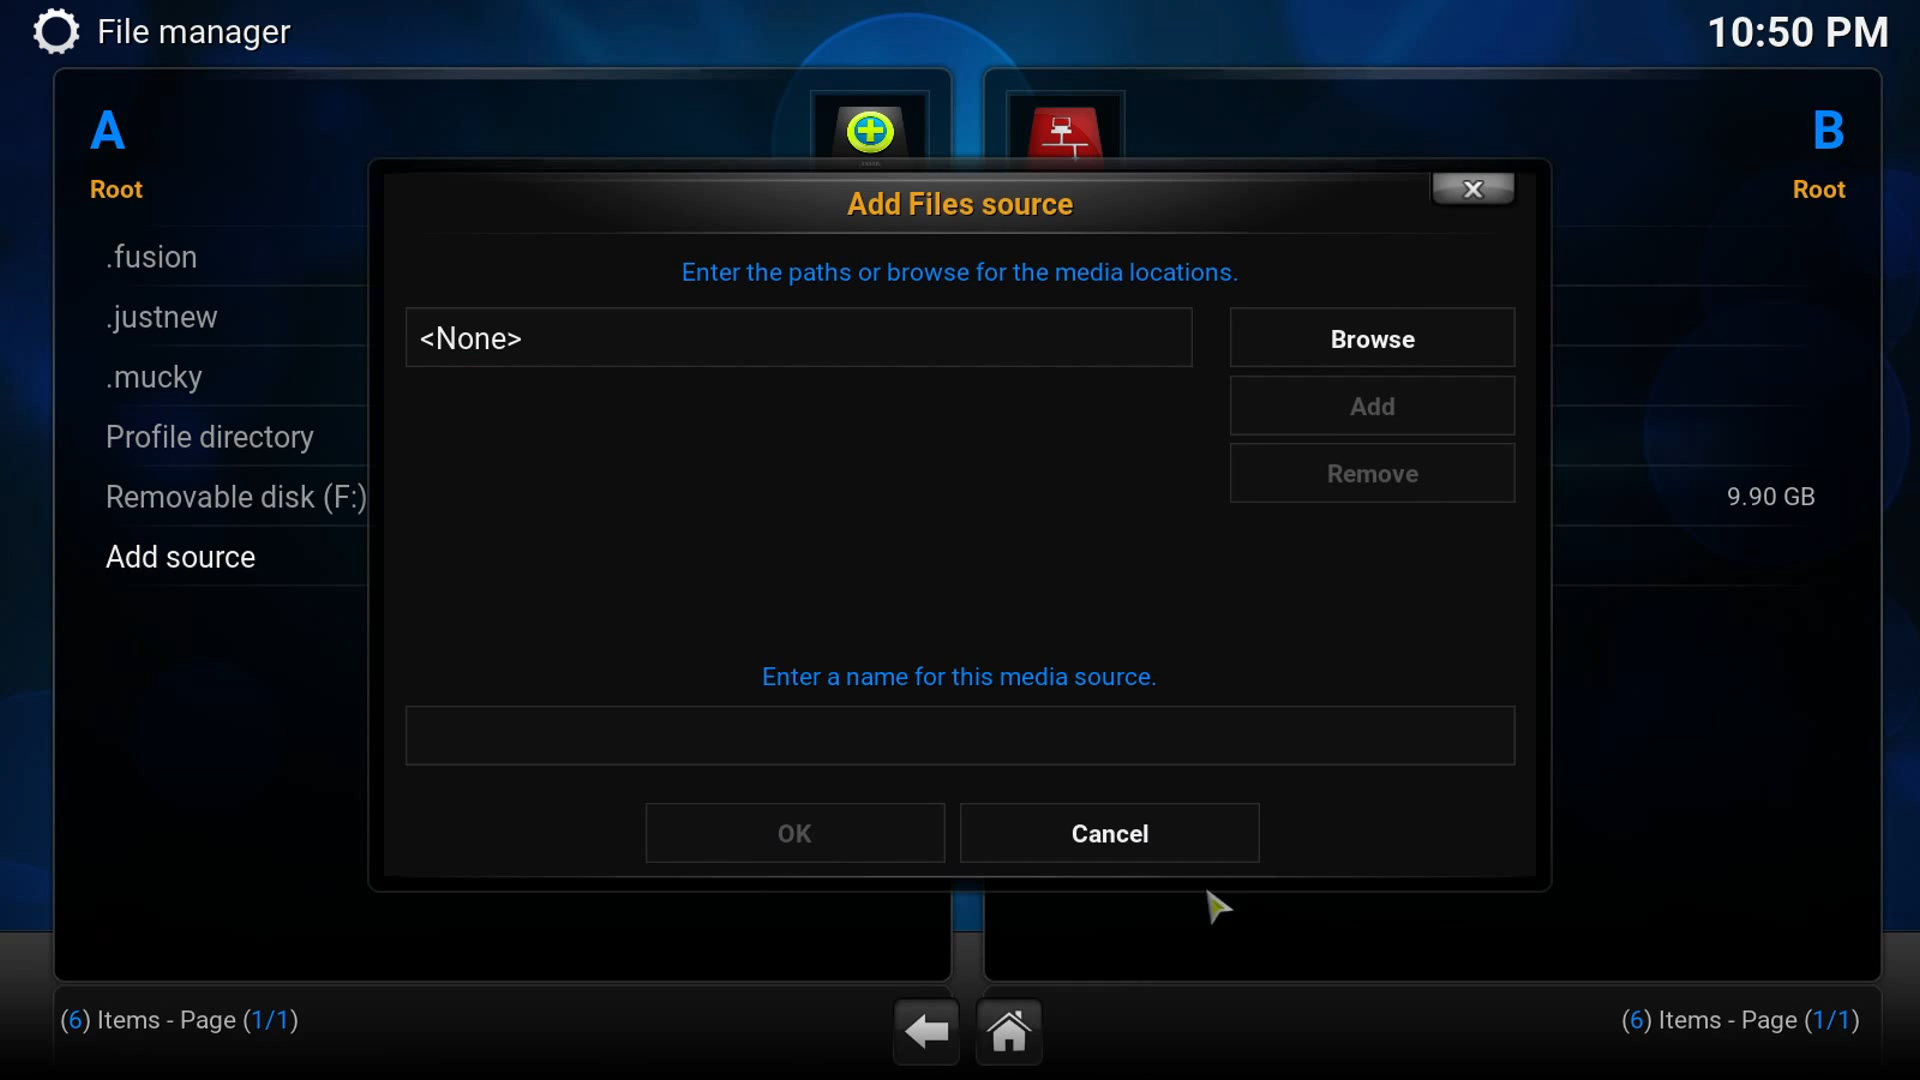 File manager
10:50 PM
A
B
Root
Root
.fusion
.justnew
.mucky
Profile directory
Removable disk (F:)
9.90 GB
Add source
Add Files source
Enter the paths or browse for the media locations.
<None>
Browse
Add
Remove
Enter a name for this media source.
OK
Cancel
(6) Items - Page (1/1)
(6) Items - Page (1/1)